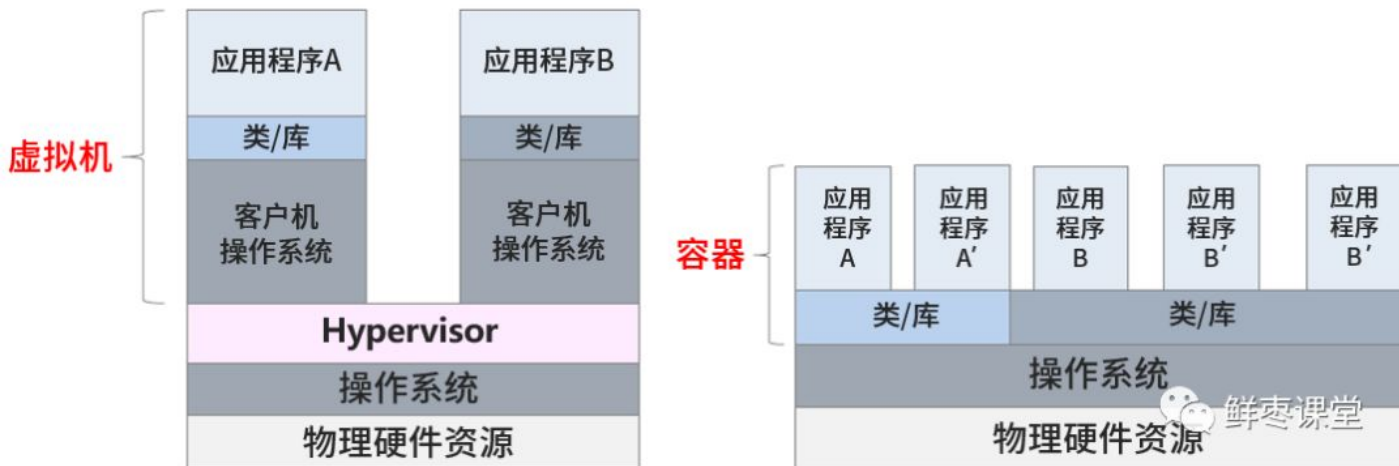 虚拟机
应用程序A
类/库
客户机
操作系统
应用程序B
类/库
客户机
操作系统
Hypervisor
操作系统
物理硬件资源
容器
应用
程序
A
应用
程序
A′
应用
程序
B
应用
程序
B′
应用
程序
B′
类/库
类/库
操作系统
物理硬件资源
鲜枣课堂